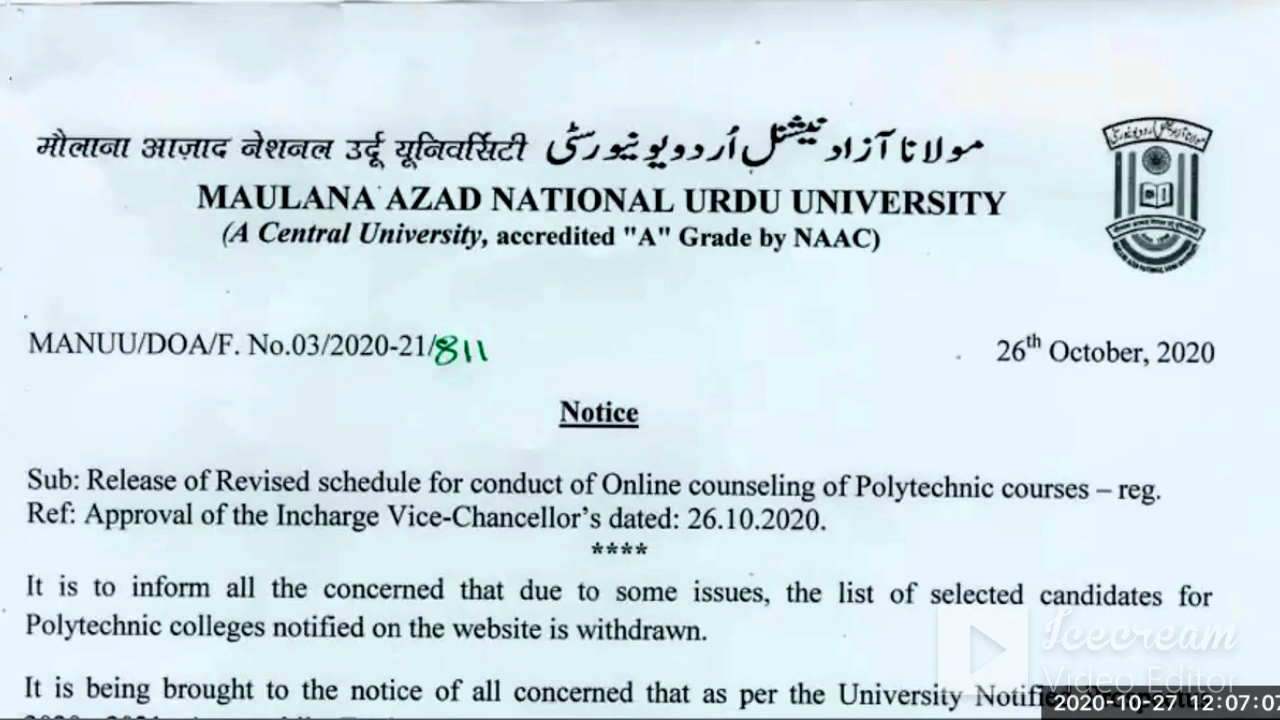 मौलाना आज़ाद नेशनल उर्दू यूनिवर्सिटी مولانا آزاد نیشنل اُردو یونیورسٹی
MAULANA AZAD NATIONAL URDU UNIVERSITY
(A Central University, accredited "A" Grade by NAAC)
MANUU/DOA/F. No.03/2020-21/811 26th October, 2020
Notice
Sub: Release of Revised schedule for conduct of Online counseling of Polytechnic courses – reg.
Ref: Approval of the Incharge Vice-Chancellor's dated: 26.10.2020.
****
It is to inform all the concerned that due to some issues, the list of selected candidates for
Polytechnic colleges notified on the website is withdrawn.
It is being brought to the notice of all concerned that as per the University
Icecream
Video Editor
2020-10-27 12:07:02